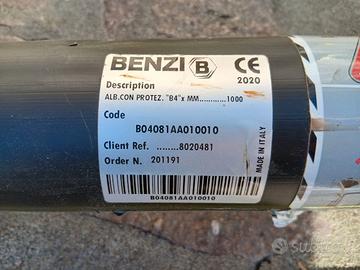 BENZI B CE
2020
Description
ALB.CON PROTEZ. "B4"x MM............1000
Code
B04081AA010010
Client Ref. ........8020481
Order N. 201191
MADE IN ITALY
B04081AA010010
subito